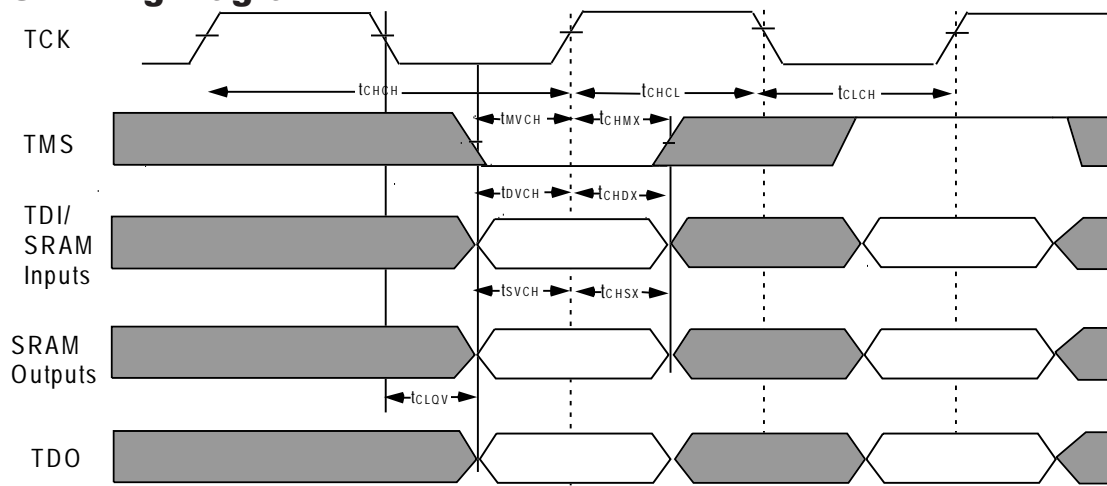 TCK
tCHCH
tCHCL
tCLCH
TMS
tMVCH
tCHMX
TDI/
SRAM
Inputs
tDVCH
tCHDX
tSVCH
tCHSX
SRAM
Outputs
tCLQV
TDO